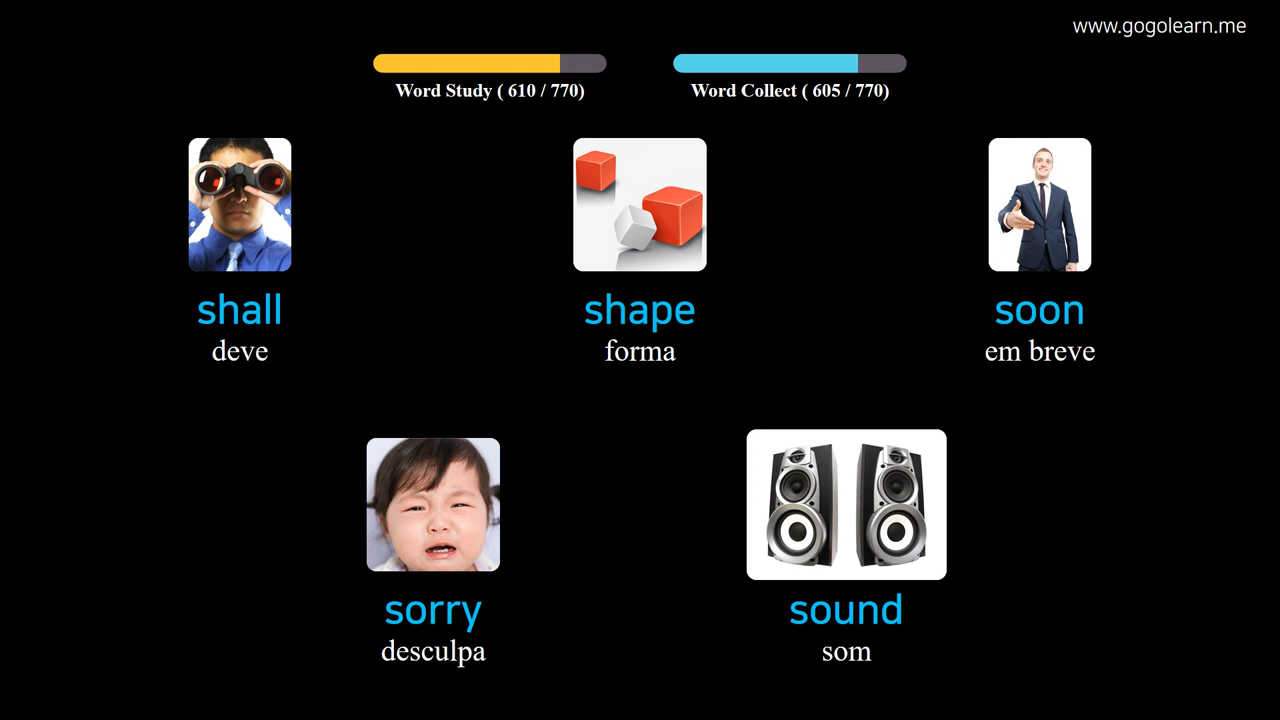 www.gogolearn.me
Word Study ( 610 / 770)
Word Collect ( 605 / 770)
shall
deve
shape
forma
soon
em breve
sorry
desculpa
sound
som